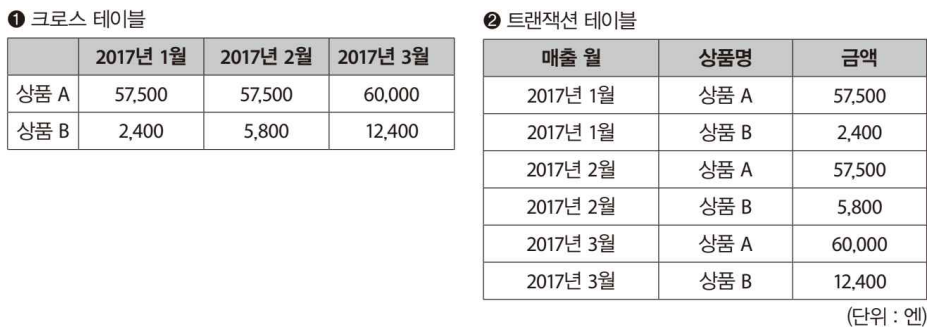 ❶ 크로스 테이블
2017년 1월 2017년 2월 2017년 3월
상품 A 57,500 57,500 60,000
상품 B 2,400 5,800 12,400
❷ 트랜잭션 테이블
매출 월 상품명 금액
2017년 1월 상품 A 57,500
2017년 1월 상품 B 2,400
2017년 2월 상품 A 57,500
2017년 2월 상품 B 5,800
2017년 3월 상품 A 60,000
2017년 3월 상품 B 12,400
(단위 : 엔)